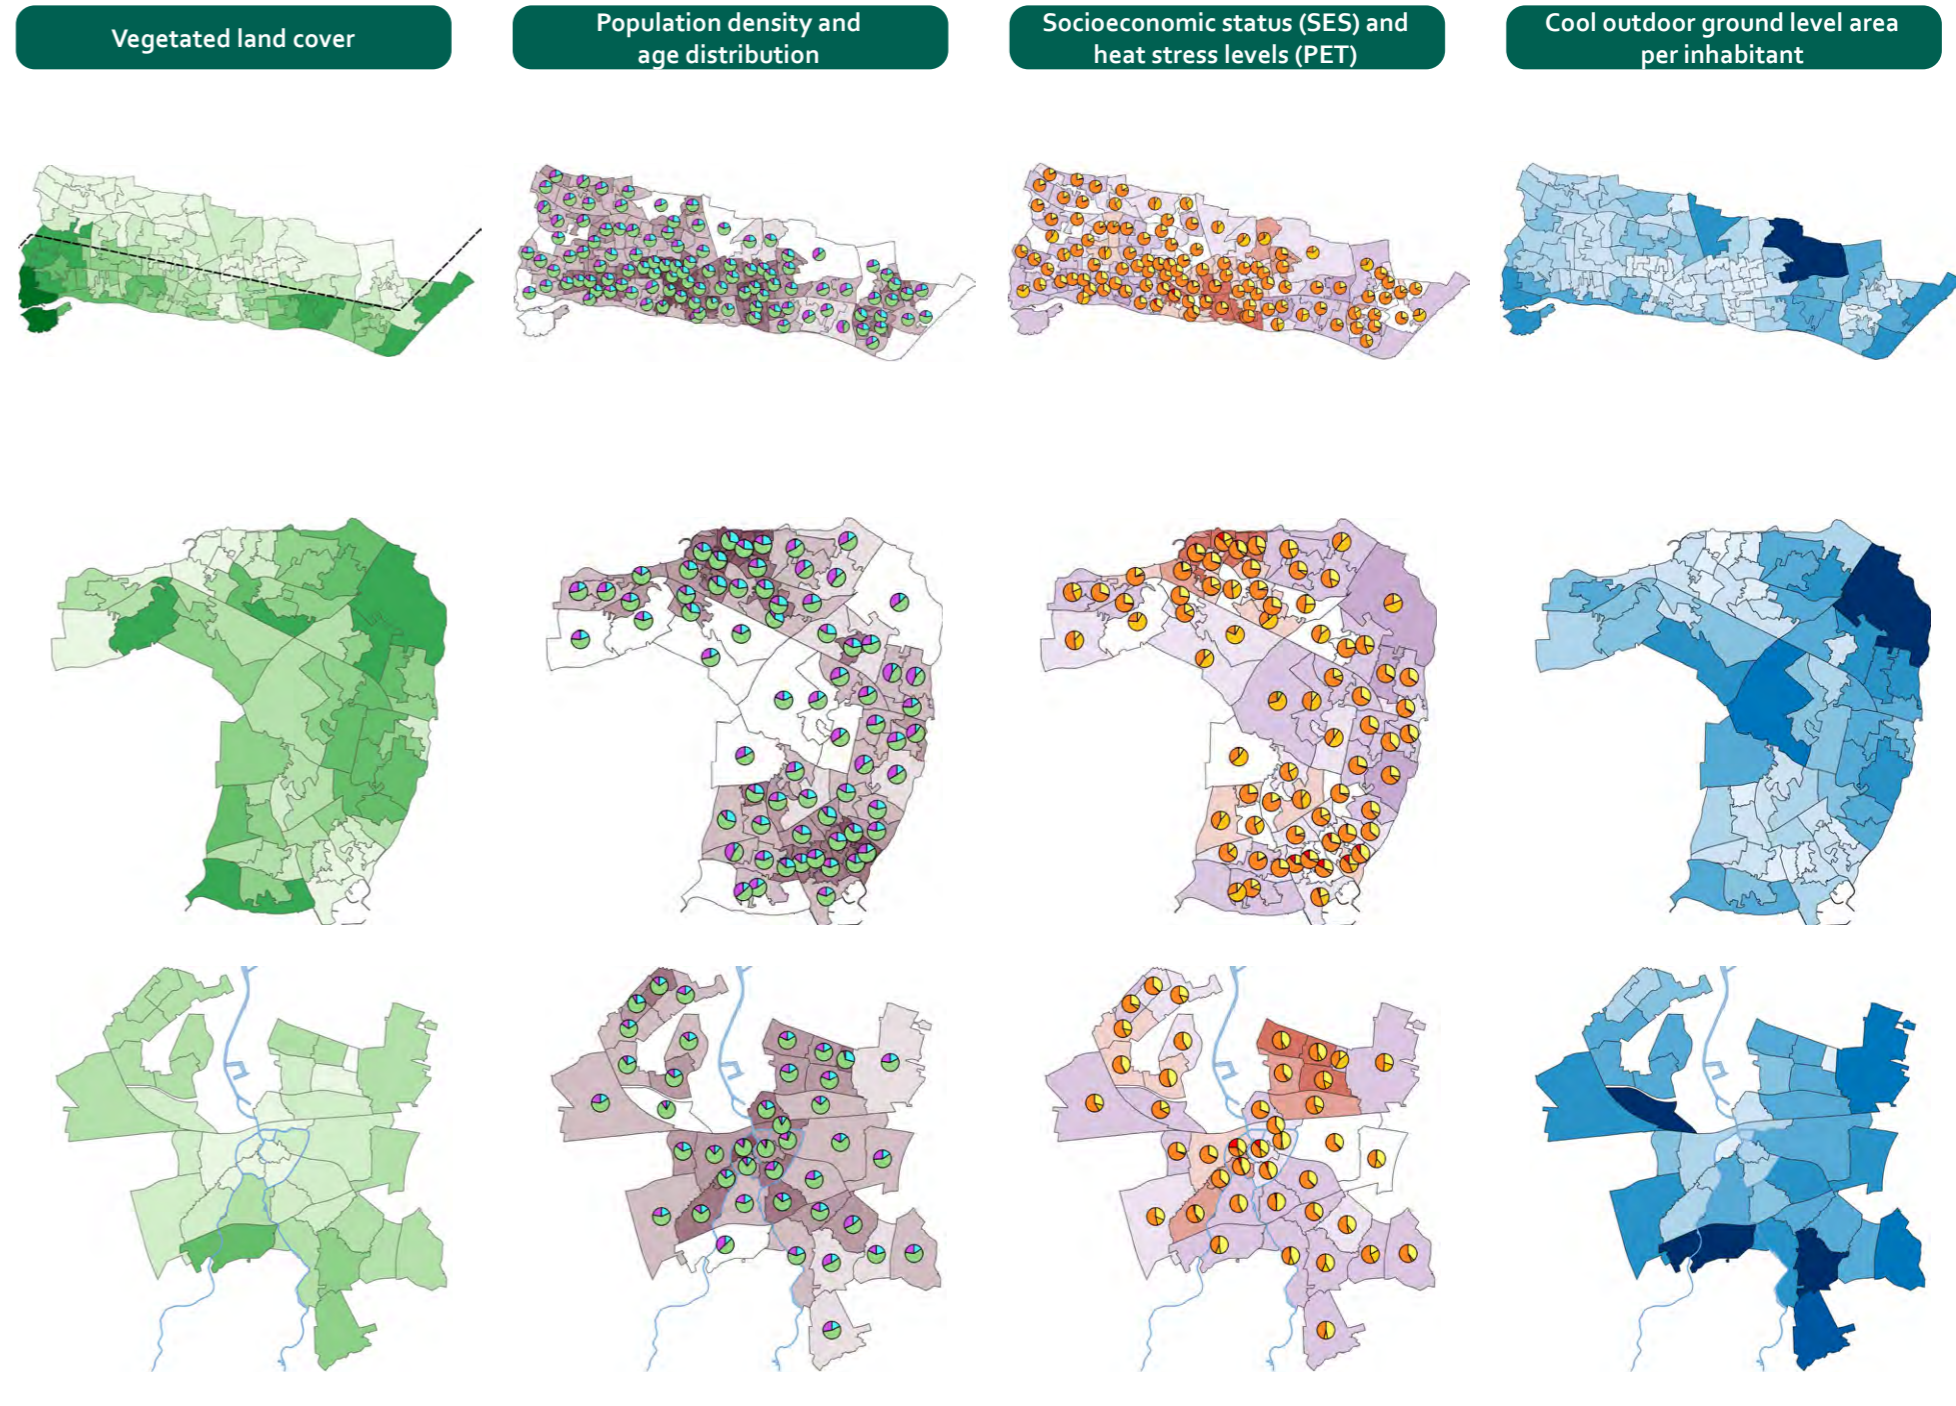 Vegetated land cover
Population density and
age distribution
Socioeconomic status (SES) and
heat stress levels (PET)
Cool outdoor ground level area
per inhabitant